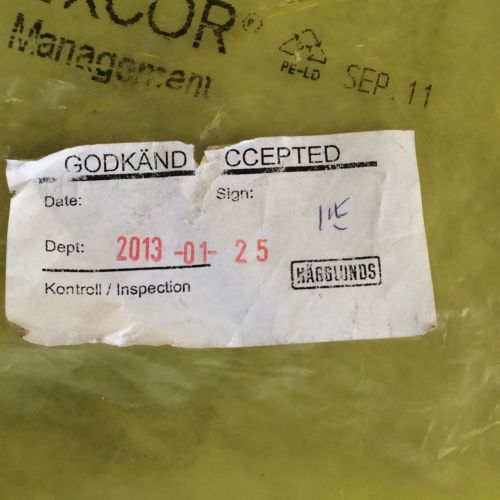 XCOR®
Management
PE-LD
SEP. 11
GODKÄND CCEPTED
Date:
Sign:
Dept: 2013-01-25
Kontroll / Inspection
HÄGGLUNDS